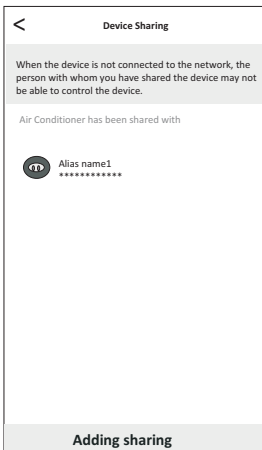 <
Device Sharing
When the device is not connected to the network, the
person with whom you have shared the device may not
be able to control the device.
Air Conditioner has been shared with
Alias name1
************
Adding sharing